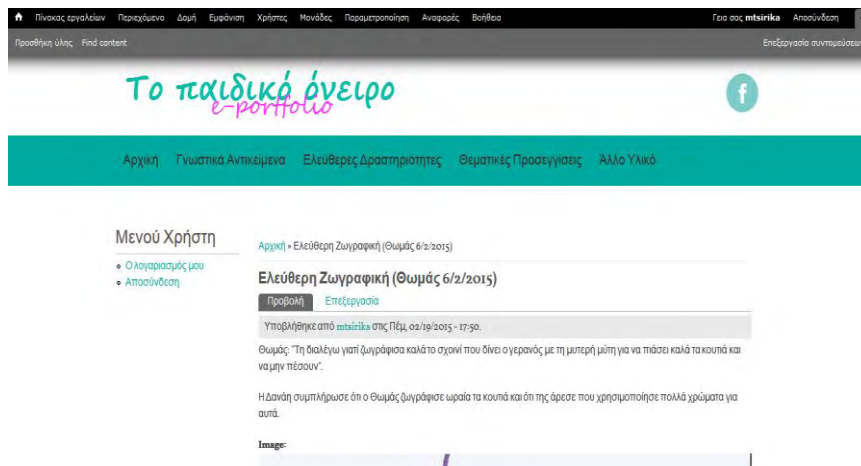 Πίνακας εργαλείων Περιεχόμενο Δομή Εμφάνιση Χρήστες Μονάδες Παραμετροποίηση Αναφορές Βοήθεια Γεια σας mtsirika Αποσύνδεση
Προσθήκη ύλης Find content Επεξεργασία συντομεύσεων
Το παιδικό όνειρο
e-portfolio
f
Αρχική Γνωστικά Αντικείμενα Ελεύθερες Δραστηριότητες Θεματικές Προσεγγίσεις Άλλο Υλικό
Μενού Χρήστη
Ο λογαριασμός μου
Αποσύνδεση
Αρχική » Ελεύθερη Ζωγραφική (Θωμάς 6/2/2015)
Ελεύθερη Ζωγραφική (Θωμάς 6/2/2015)
Προβολή Επεξεργασία
Υποβλήθηκε από mtsirika στις Πέμ, 02/19/2015 - 17:50.
Θωμάς: "Τη διαλέγω γιατί ζωγράφισα καλά το σχοινί που δίνει ο γερανός με τη μυτερή μύτη για να πιάσει καλά τα κουτιά και
να μην πέσουν".
Η Δανάη συμπλήρωσε ότι ο Θωμάς ζωγράφισε ωραία τα κουτιά και ότι της άρεσε που χρησιμοποίησε πολλά χρώματα για
αυτά.
Image: